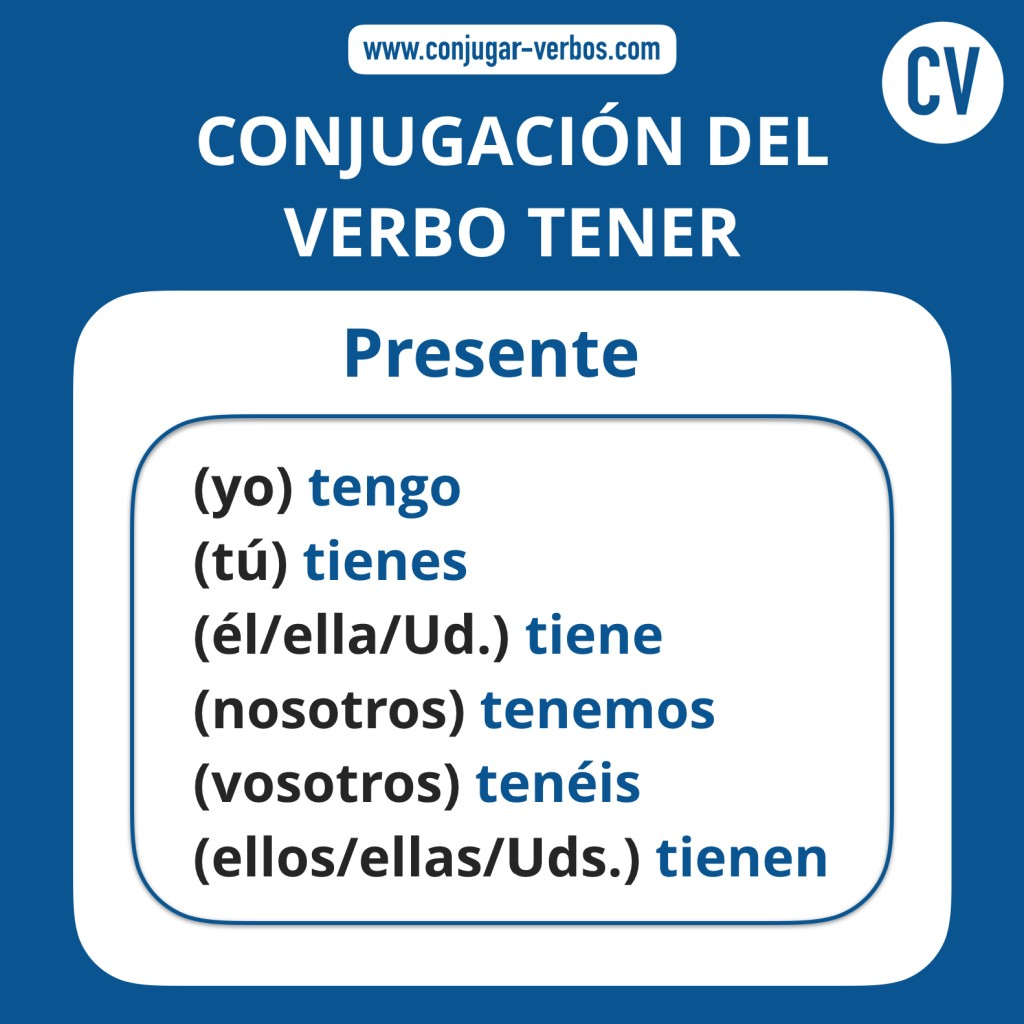 www.conjugar-verbos.com
CV
CONJUGACIÓN DEL
VERBO TENER
Presente
(yo) tengo
(tú) tienes
(él/ella/Ud.) tiene
(nosotros) tenemos
(vosotros) tenéis
(ellos/ellas/Uds.) tienen